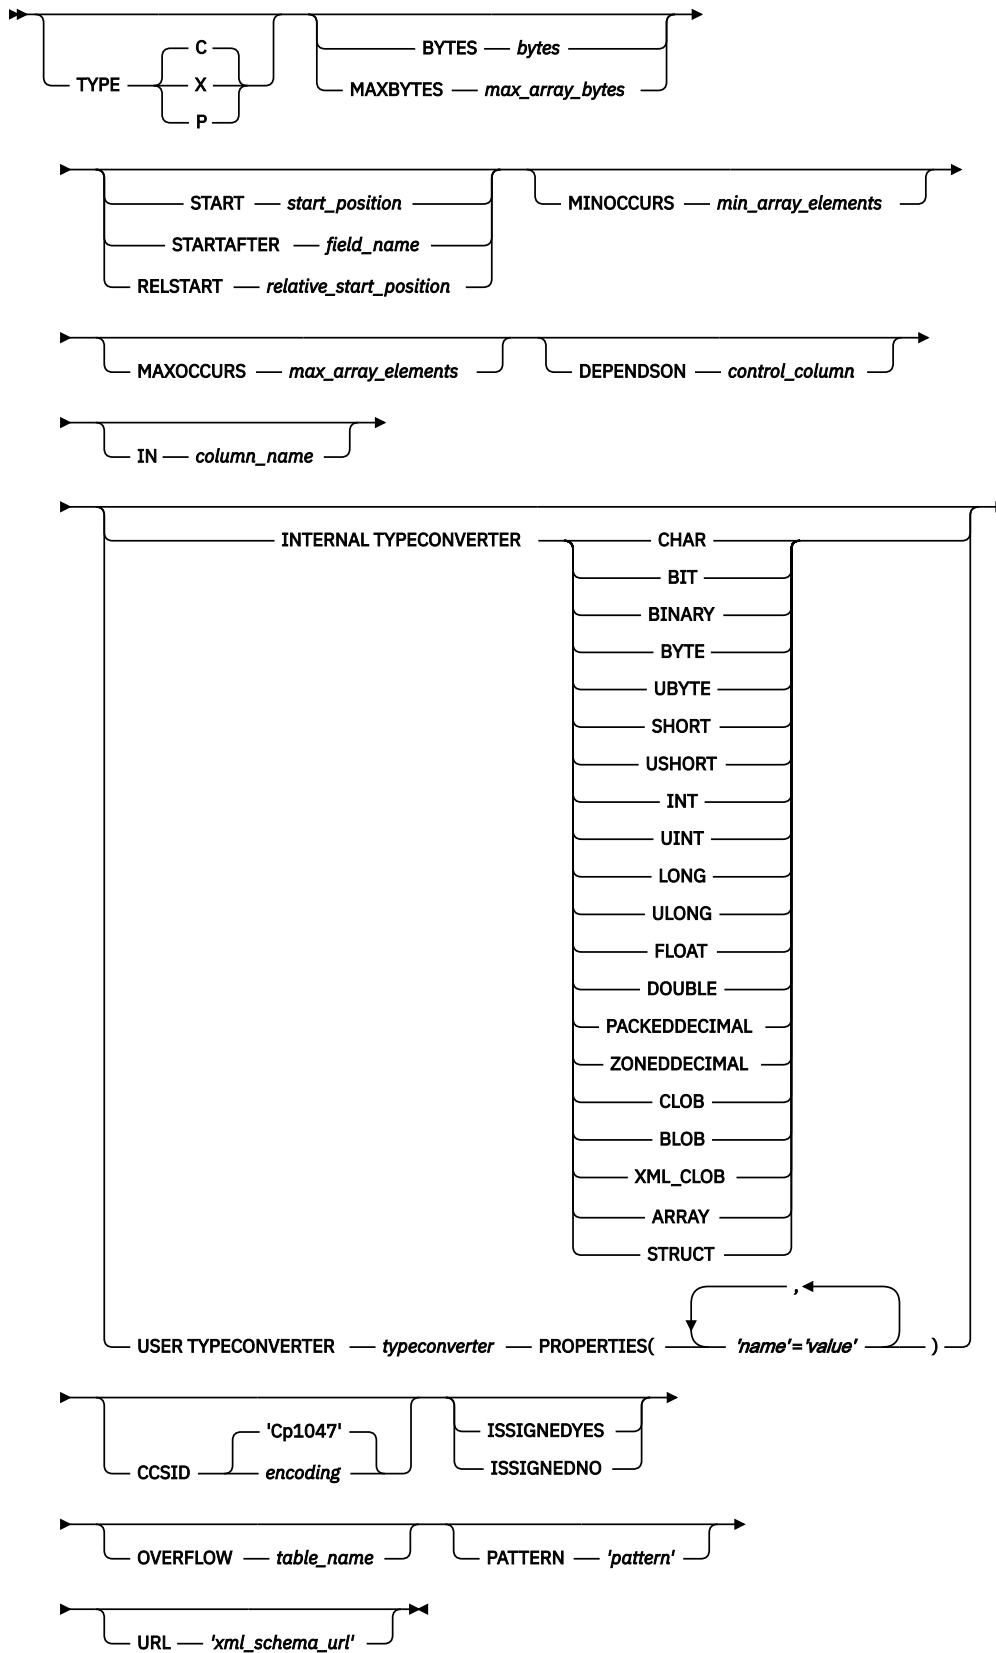 C
TYPE X
P
BYTES bytes
MAXBYTES max_array_bytes
START start_position
STARTAFTER field_name
RELSTART relative_start_position
MINOCCURS min_array_elements
MAXOCCURS max_array_elements
DEPENDSON control_column
IN column_name
INTERNAL TYPECONVERTER CHAR
BIT
BINARY
BYTE
UBYTE
SHORT
USHORT
INT
UINT
LONG
ULONG
FLOAT
DOUBLE
PACKEDDECIMAL
ZONEDDECIMAL
CLOB
BLOB
XML_CLOB
ARRAY
STRUCT
,
USER TYPECONVERTER typeconverter PROPERTIES( 'name'='value' )
'Cp1047'
CCSID encoding
ISSIGNEDYES
ISSIGNEDNO
OVERFLOW table_name
PATTERN 'pattern'
URL 'xml_schema_url'